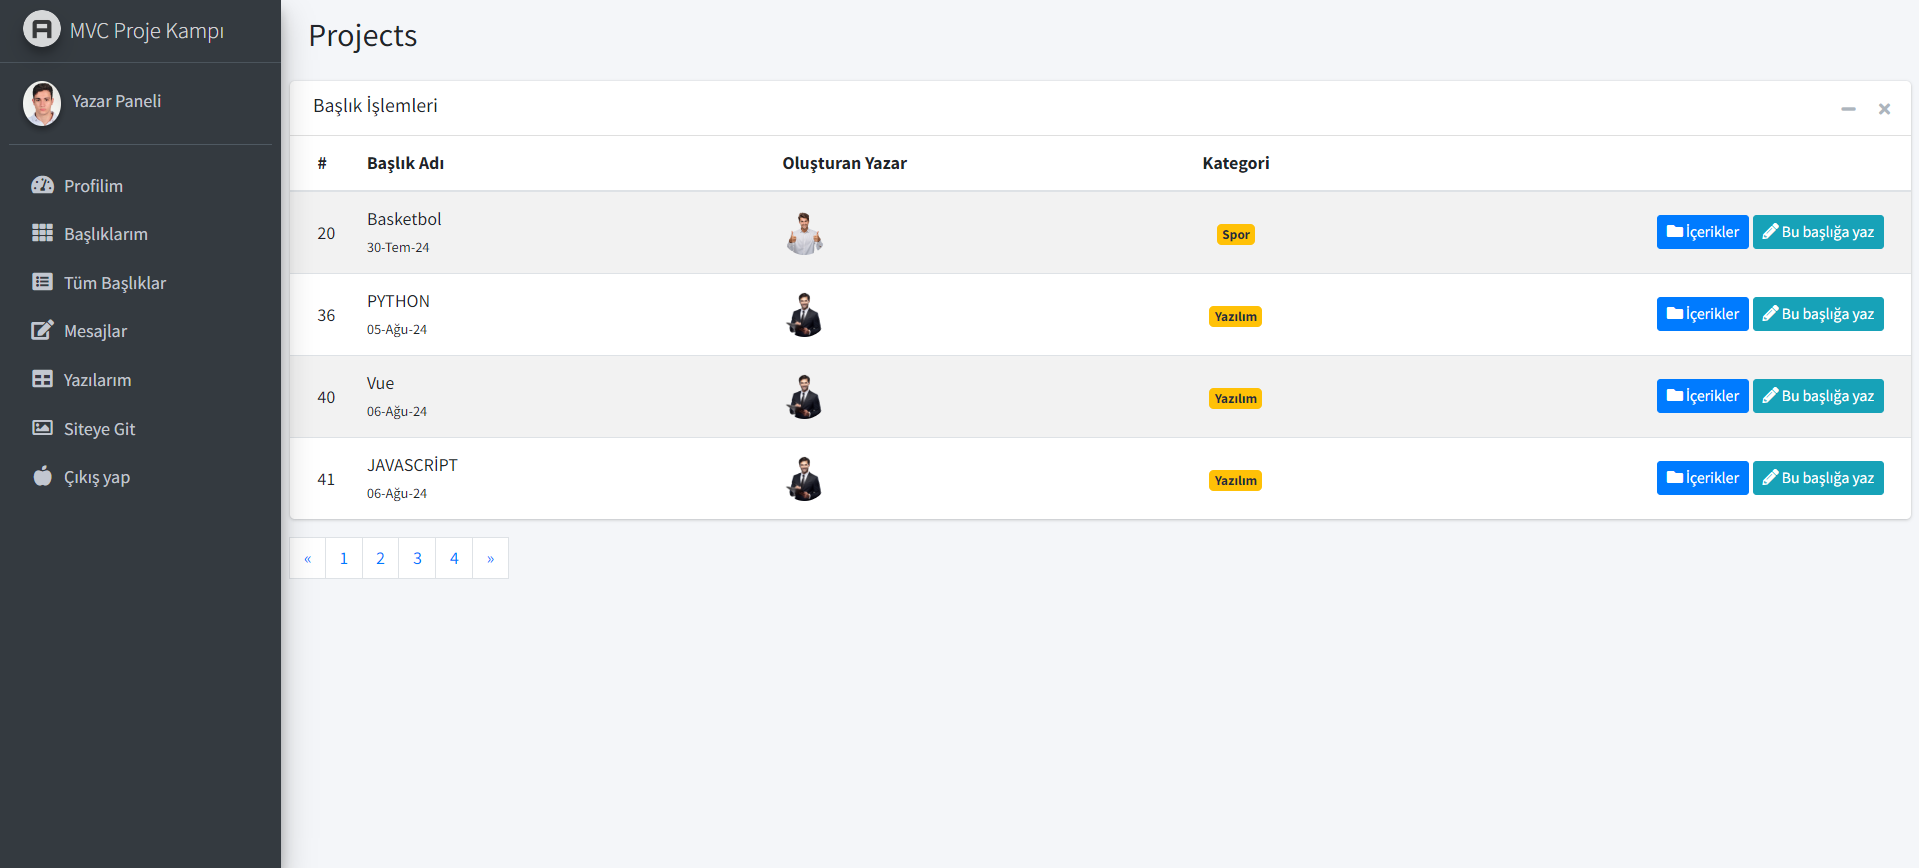 MVC Proje Kampı
Yazar Paneli
Profilim
Başlıklarım
Tüm Başlıklar
Mesajlar
Yazılarım
Siteye Git
Çıkış yap
Projects
Başlık İşlemleri
# Başlık Adı Oluşturan Yazar Kategori
20 Basketbol Spor İçerikler Bu başlığa yaz
30-Tem-24
36 PYTHON Yazılım İçerikler Bu başlığa yaz
05-Ağu-24
40 Vue Yazılım İçerikler Bu başlığa yaz
06-Ağu-24
41 JAVASCRİPT Yazılım İçerikler Bu başlığa yaz
06-Ağu-24
« 1 2 3 4 »